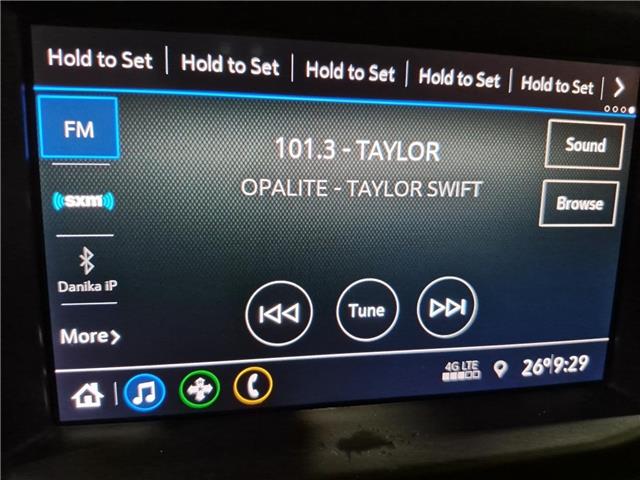 Hold to Set | Hold to Set | Hold to Set | Hold to Set | Hold to Set | >
FM
101.3 - TAYLOR
Sound
OPALITE - TAYLOR SWIFT
((sxm))
Browse
Danika iP
Tune
More>
4G LTE
26°|9:29